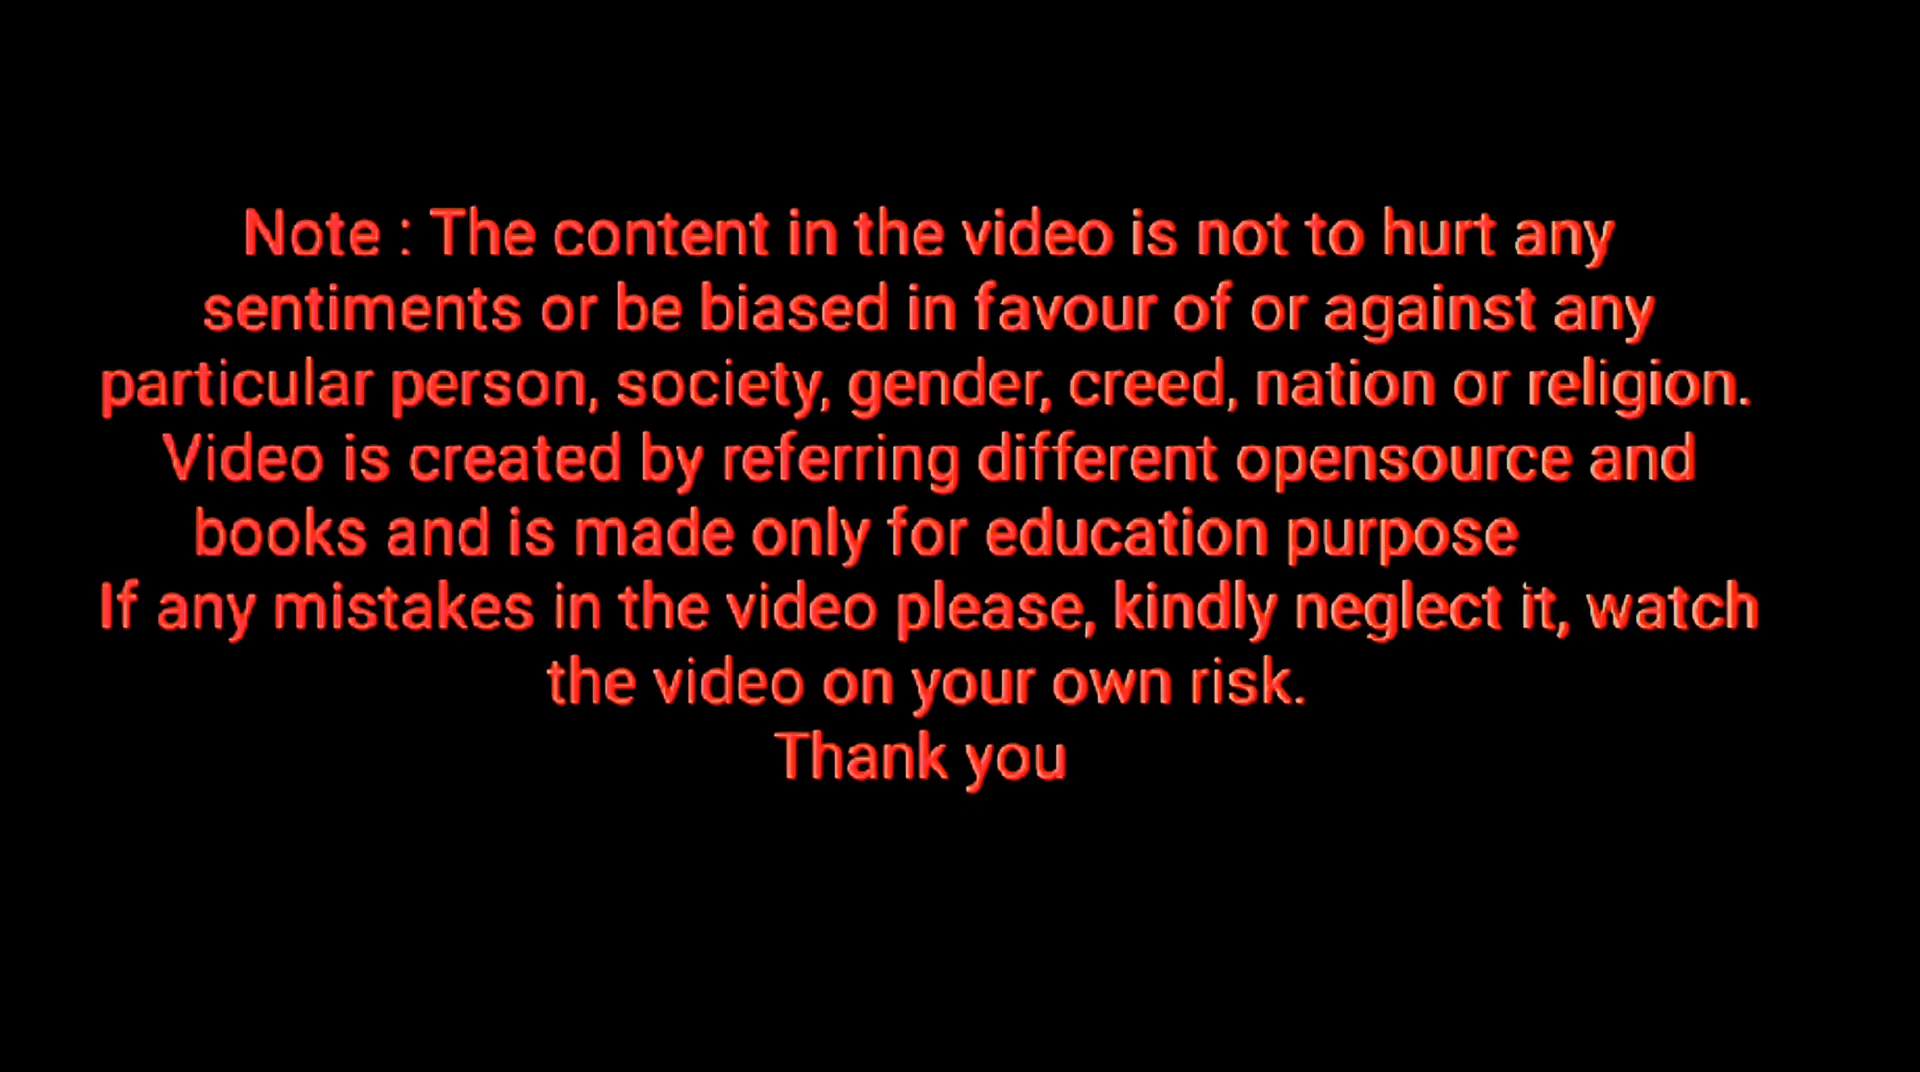 Note : The content in the video is not to hurt any
sentiments or be biased in favour of or against any
particular person, society, gender, creed, nation or religion.
Video is created by referring different opensource and
books and is made only for education purpose
If any mistakes in the video please, kindly neglect it, watch
the video on your own risk.
Thank you